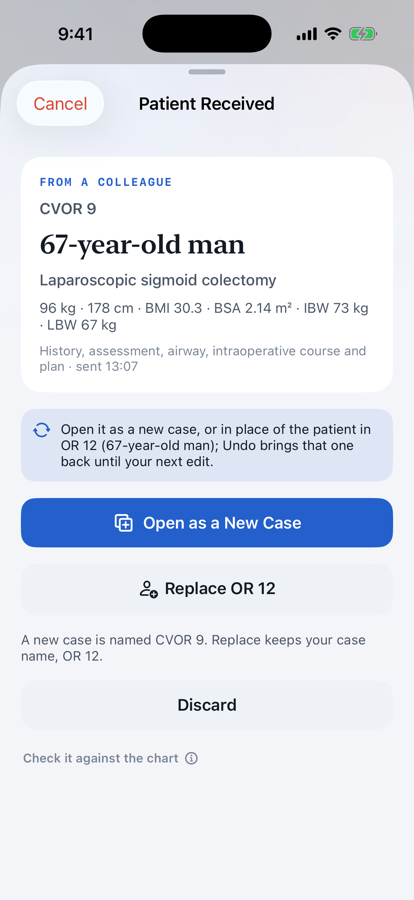 9:41
Cancel
Patient Received
FROM A COLLEAGUE
CVOR 9
67-year-old man
Laparoscopic sigmoid colectomy
96 kg · 178 cm · BMI 30.3 · BSA 2.14 m² · IBW 73 kg
· LBW 67 kg
History, assessment, airway, intraoperative course and
plan · sent 13:07
Open it as a new case, or in place of the patient in
OR 12 (67-year-old man); Undo brings that one
back until your next edit.
Open as a New Case
Replace OR 12
A new case is named CVOR 9. Replace keeps your case
name, OR 12.
Discard
Check it against the chart